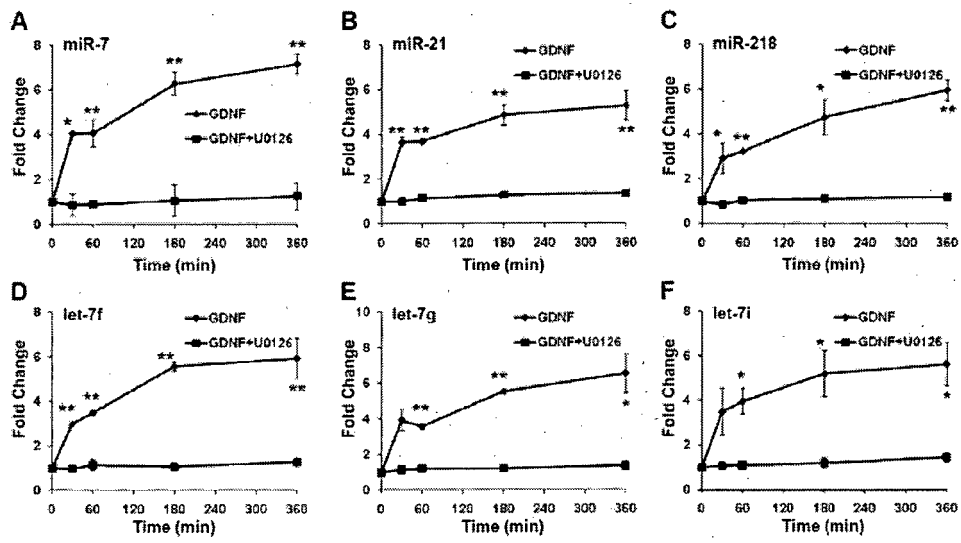 A
miR-7
Fold Change
8
6
4
2
0
*
**
**
**
GDNF
GDNF+U0126
0 60 120 180 240 300 360
Time (min)
B
miR-21
Fold Change
8
6
4
2
0
GDNF
GDNF+U0126
**
**
**
**
0 60 120 180 240 300 360
Time (min)
C
miR-218
Fold Change
8
6
4
2
0
GDNF
GDNF+U0126
*
**
*
**
0 60 120 180 240 300 360
Time (min)
D
let-7f
Fold Change
8
6
4
2
0
GDNF
GDNF+U0126
**
**
**
**
0 60 120 180 240 300 360
Time (min)
E
let-7g
Fold Change
10
8
6
4
2
0
GDNF
GDNF+U0126
**
**
*
0 60 120 180 240 300 360
Time (min)
F
let-7i
Fold Change
8
6
4
2
0
GDNF
GDNF+U0126
*
*
*
0 60 120 180 240 300 360
Time (min)